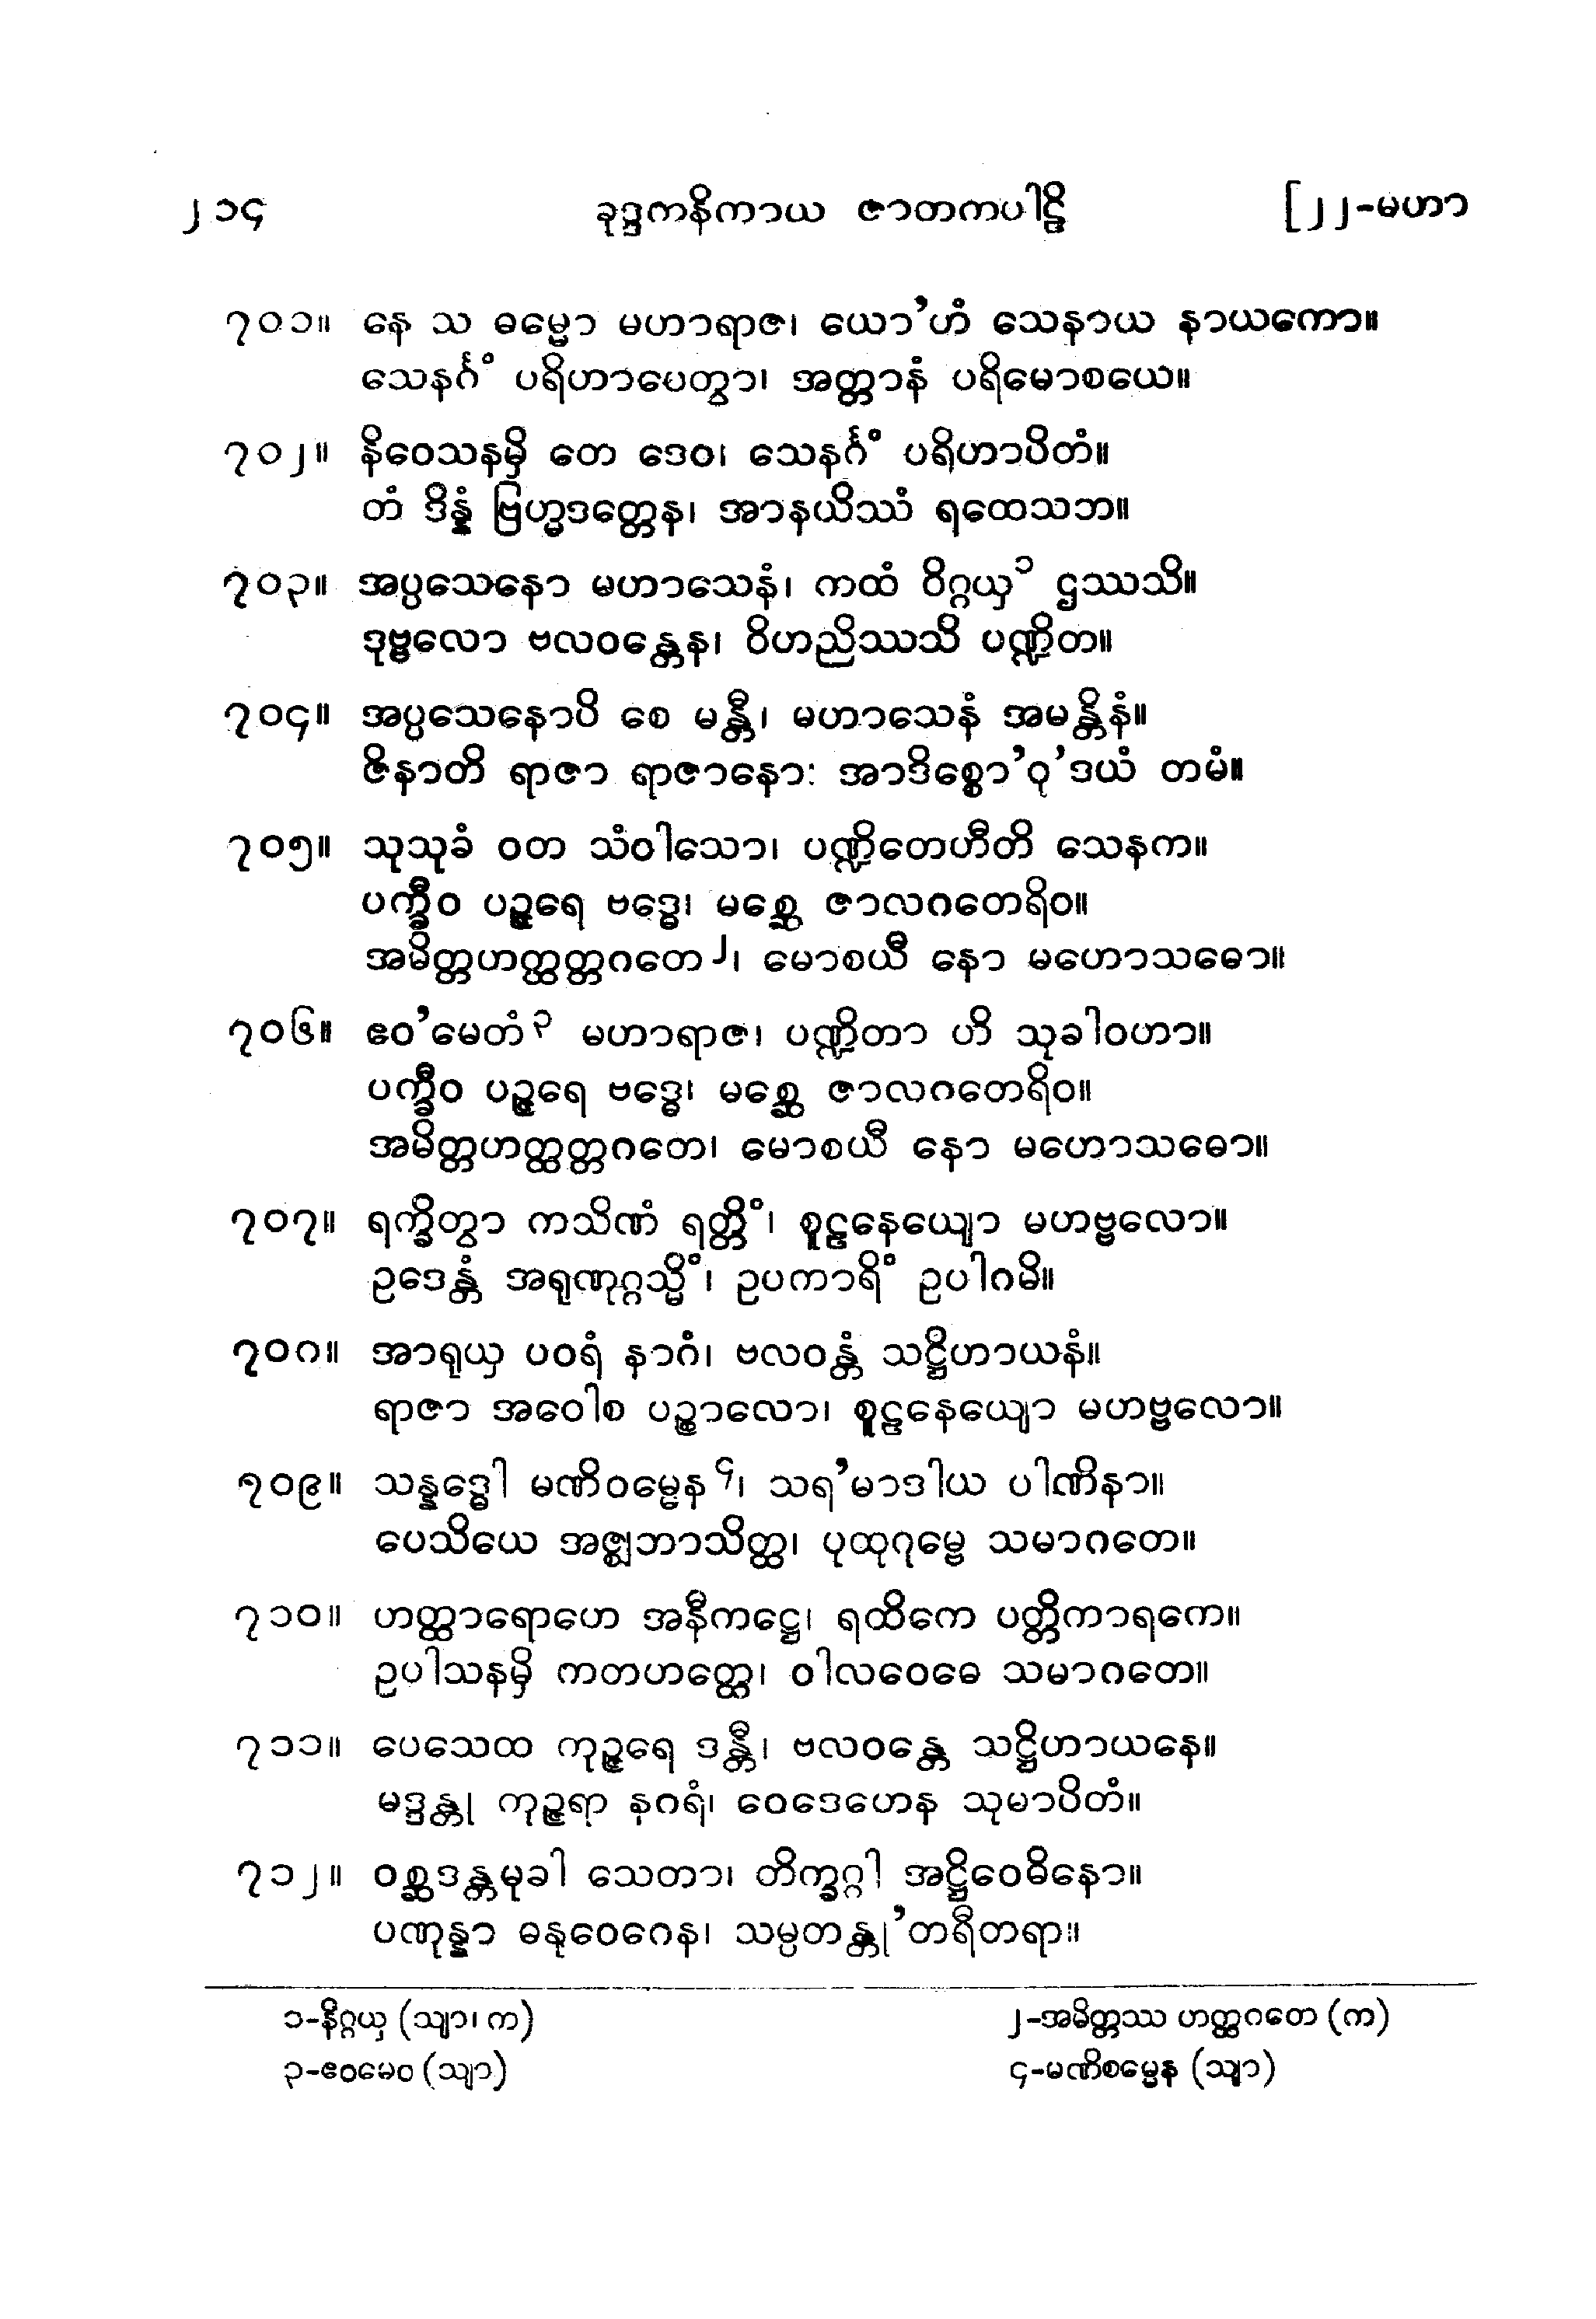 ၂၁၄ ခုဒ္ဒကနိကာယ ဇာတကပါဠိ [၂၂-မဟာ
၇၀၁။ နေ သ ဓမ္မော မဟာရာဇ၊ ယော’ဟံ သေနာယ နာယကော။
သေနင်္ဂံ ပရိဟာပေတွာ၊ အတ္တာနံ ပရိမောစယေ။
၇၀၂။ နိဝေသနမှိ တေ ဒေဝ၊ သေနင်္ဂံ ပရိဟာပိတံ။
တံ ဒိန္နံ ဗြဟ္မဒတ္တေန၊ အာနယိဿံ ရထေသဘ။
၇၀၃။ အပ္ပသေနော မဟာသေနံ၊ ကထံ ဝိဂ္ဂယှ ၁ ဌဿသိ။
ဒုဗ္ဗလော ဗလဝန္တေန၊ ဝိဟညိဿသိ ပဏ္ဍိတ။
၇၀၄။ အပ္ပသေနောပိ စေ မန္တီ၊ မဟာသေနံ အမန္တိနံ။
ဇိနာတိ ရာဇာ ရာဇာနော: အာဒိစ္စော’ဝု’ဒယံ တမံ။
၇၀၅။ သုသုခံ ဝတ သံဝါသော၊ ပဏ္ဍိတေဟီတိ သေနက။
ပက္ခီဝ ပဉ္ဇရေ ဗဒ္ဓေ၊ မစ္ဆေ ဇာလဂတေရိဝ။
အမိတ္တဟတ္ထတ္တဂတေ ၂၊ မောစယီ နော မဟောသဓော။
၇၀၆။ ဧဝ’မေတံ ၃ မဟာရာဇ၊ ပဏ္ဍိတာ ဟိ သုခါဝဟာ။
ပက္ခီဝ ပဉ္ဇရေ ဗဒ္ဓေ၊ မစ္ဆေ ဇာလဂတေရိဝ။
အမိတ္တဟတ္ထတ္တဂတေ၊ မောစယီ နော မဟောသဓော။
၇၀၇။ ရက္ခိတွာ ကသိဏံ ရတ္တိံ၊ စူဠနေယျော မဟဗ္ဗလော။
ဥဒေန္တံ အရုဏုဂ္ဂသ္မိံ၊ ဥပကာရိံ ဥပါဂမိ။
၇၀ဂ။ အာရုယှ ပဝရံ နာဂံ၊ ဗလဝန္တံ သဋ္ဌိဟာယနံ။
ရာဇာ အဝေါစ ပဉ္စာလော၊ စူဠနေယျော မဟဗ္ဗလော။
၇၀၉။ သန္နဒ္ဓေါ မဏိဝမ္မေန ၄၊ သရ’မာဒါယ ပါဏိနာ။
ပေသိယေ အဇ္ဈဘာသိတ္ထ၊ ပုထုဂုမ္ဗေ သမာဂတေ။
၇၁၀။ ဟတ္ထာရောဟေ အနီကဋ္ဌေ၊ ရထိကေ ပတ္တိကာရကေ။
ဥပါသနမှိ ကတဟတ္ထေ၊ ဝါလဝေဓေ သမာဂတေ။
၇၁၁။ ပေသေထ ကုဉ္ဇရေ ဒန္တီ၊ ဗလဝန္တေ သဋ္ဌိဟာယနေ။
မဒ္ဒန္တု ကုဉ္ဇရာ နဂရံ၊ ဝေဒေဟေန သုမာပိတံ။
၇၁၂။ ဝစ္ဆဒန္တမုခါ သေတာ၊ တိက္ခဂ္ဂါ အဋ္ဌိဝေဓိနော။
ပဏုန္နာ ဓနုဝေဂေန၊ သမ္ပတန္တု’တရီတရာ။
၁-နိဂ္ဂယှ (သျာ၊ က) ၂-အမိတ္တဿ ဟတ္ထဂတေ (က)
၃-ဧဝမေဝ (သျာ) ၄-မဏိစမ္မေန (သျာ)